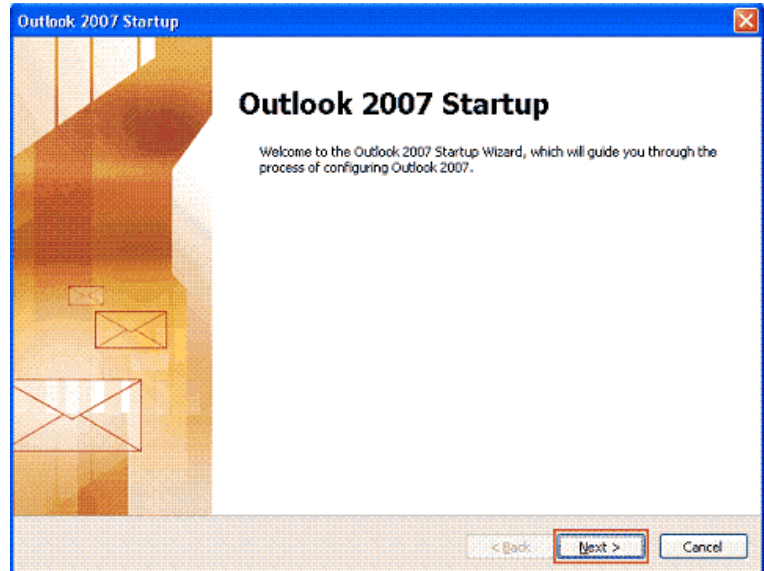 Outlook 2007 Startup
Outlook 2007 Startup
Welcome to the Outlook 2007 Startup Wizard, which will guide you through the
process of configuring Outlook 2007.
< Back
Next >
Cancel